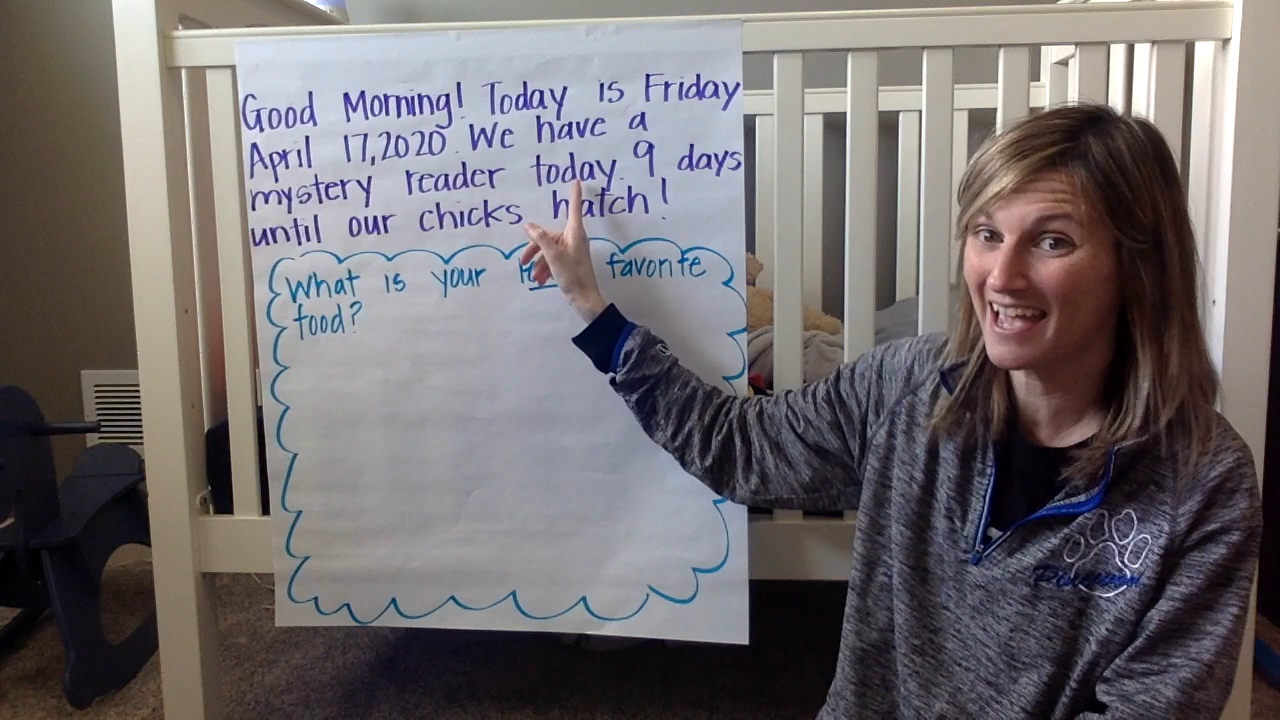 Good Morning! Today is Friday
April 17, 2020. We have a
mystery reader today. 9 days
until our chicks hatch!
What is your favorite
food?